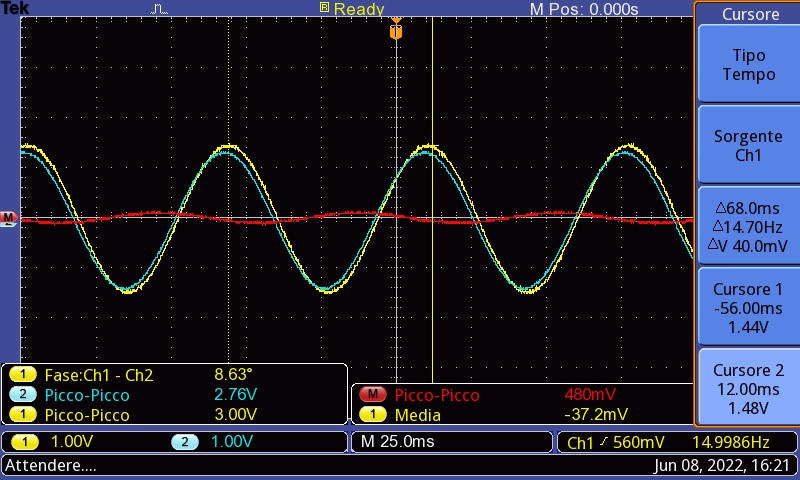 Tek
R Ready
M Pos: 0.000s
Cursore
T
Tipo
Tempo
Sorgente
Ch1
Δ68.0ms
Δ14.70Hz
ΔV 40.0mV
M
Cursore 1
-56.00ms
1.44V
Cursore 2
12.00ms
1.48V
1 Fase:Ch1 - Ch2 8.63°
2 Picco-Picco 2.76V
1 Picco-Picco 3.00V
M Picco-Picco 480mV
1 Media -37.2mV
1 1.00V 2 1.00V
M 25.0ms
Ch1 560mV 14.9986Hz
Attendere....
Jun 08, 2022, 16:21